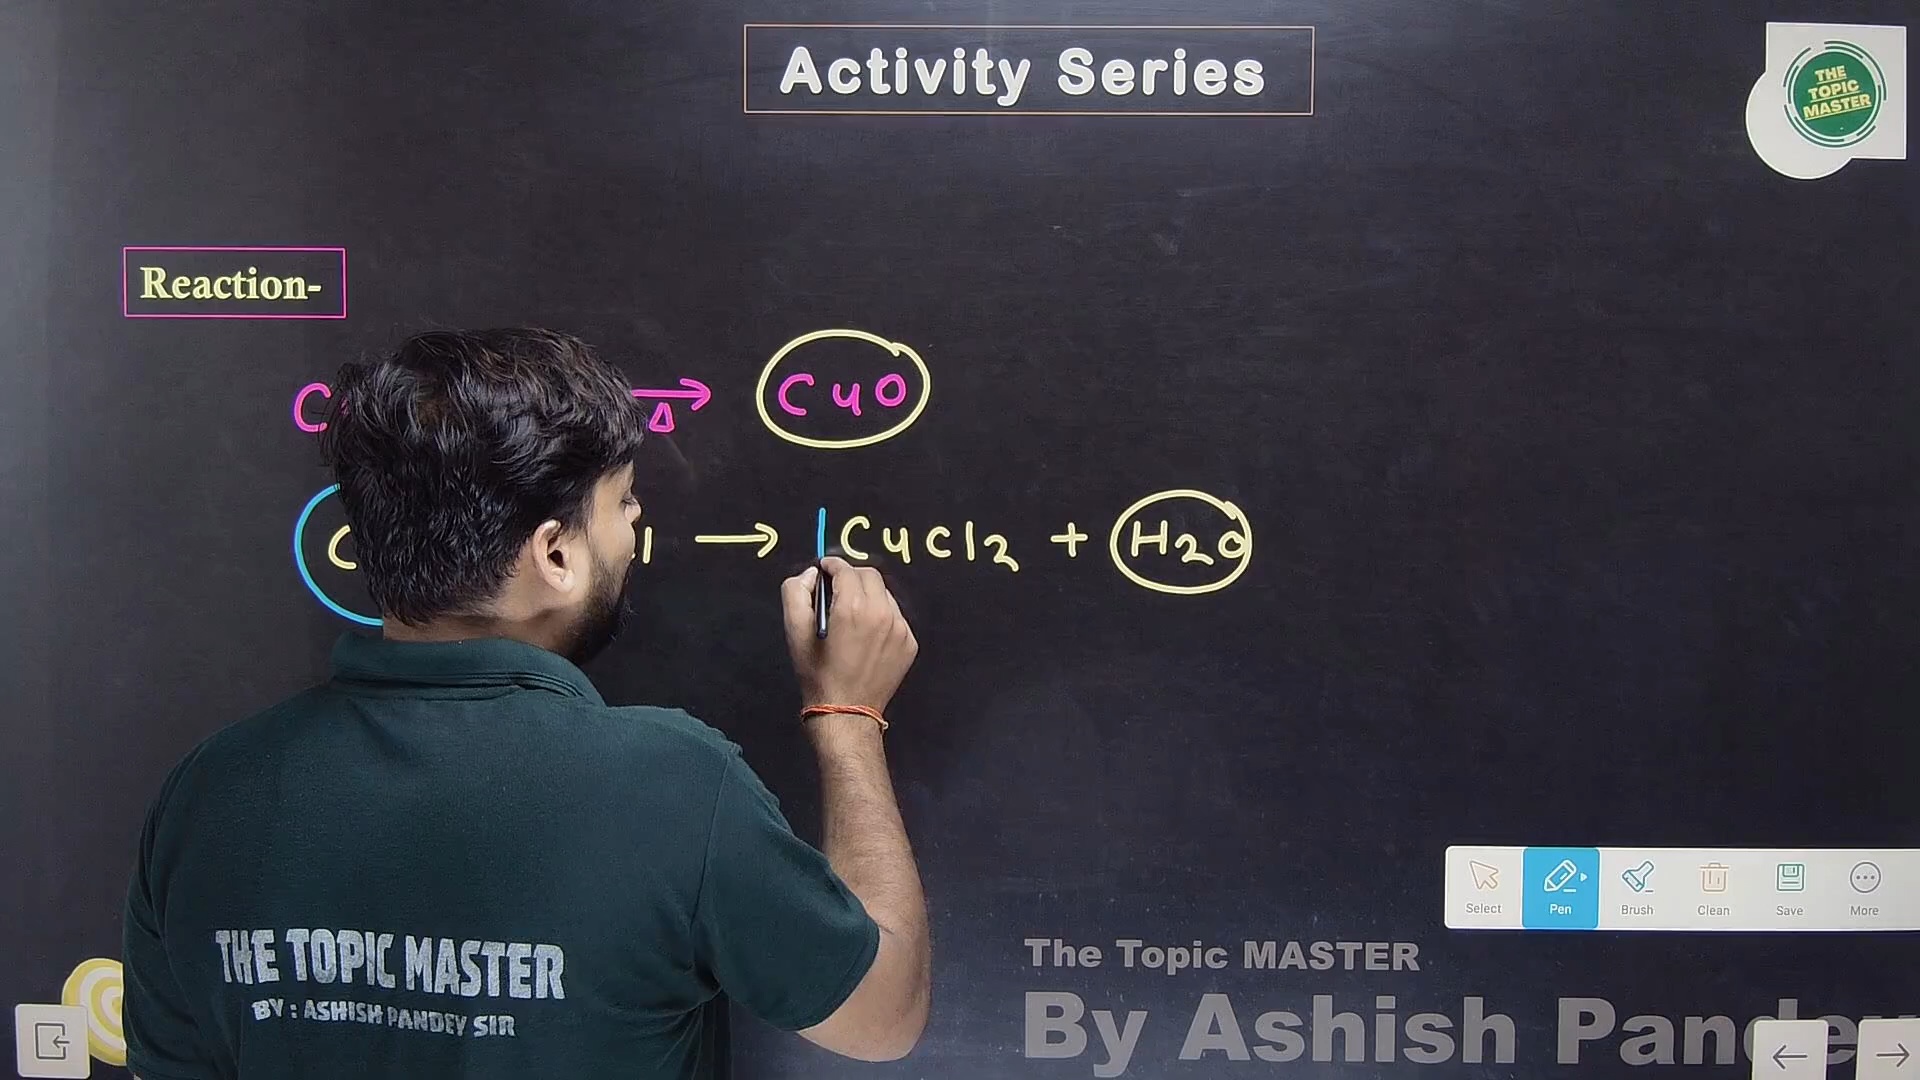 Activity Series
THE
TOPIC
MASTER
Reaction-
C → CuO
Δ
C l → CuCl2 + H2O
THE TOPIC MASTER
BY : ASHISH PANDEY SIR
Select Pen Brush Clean Save More
The Topic MASTER
By Ashish Pandey